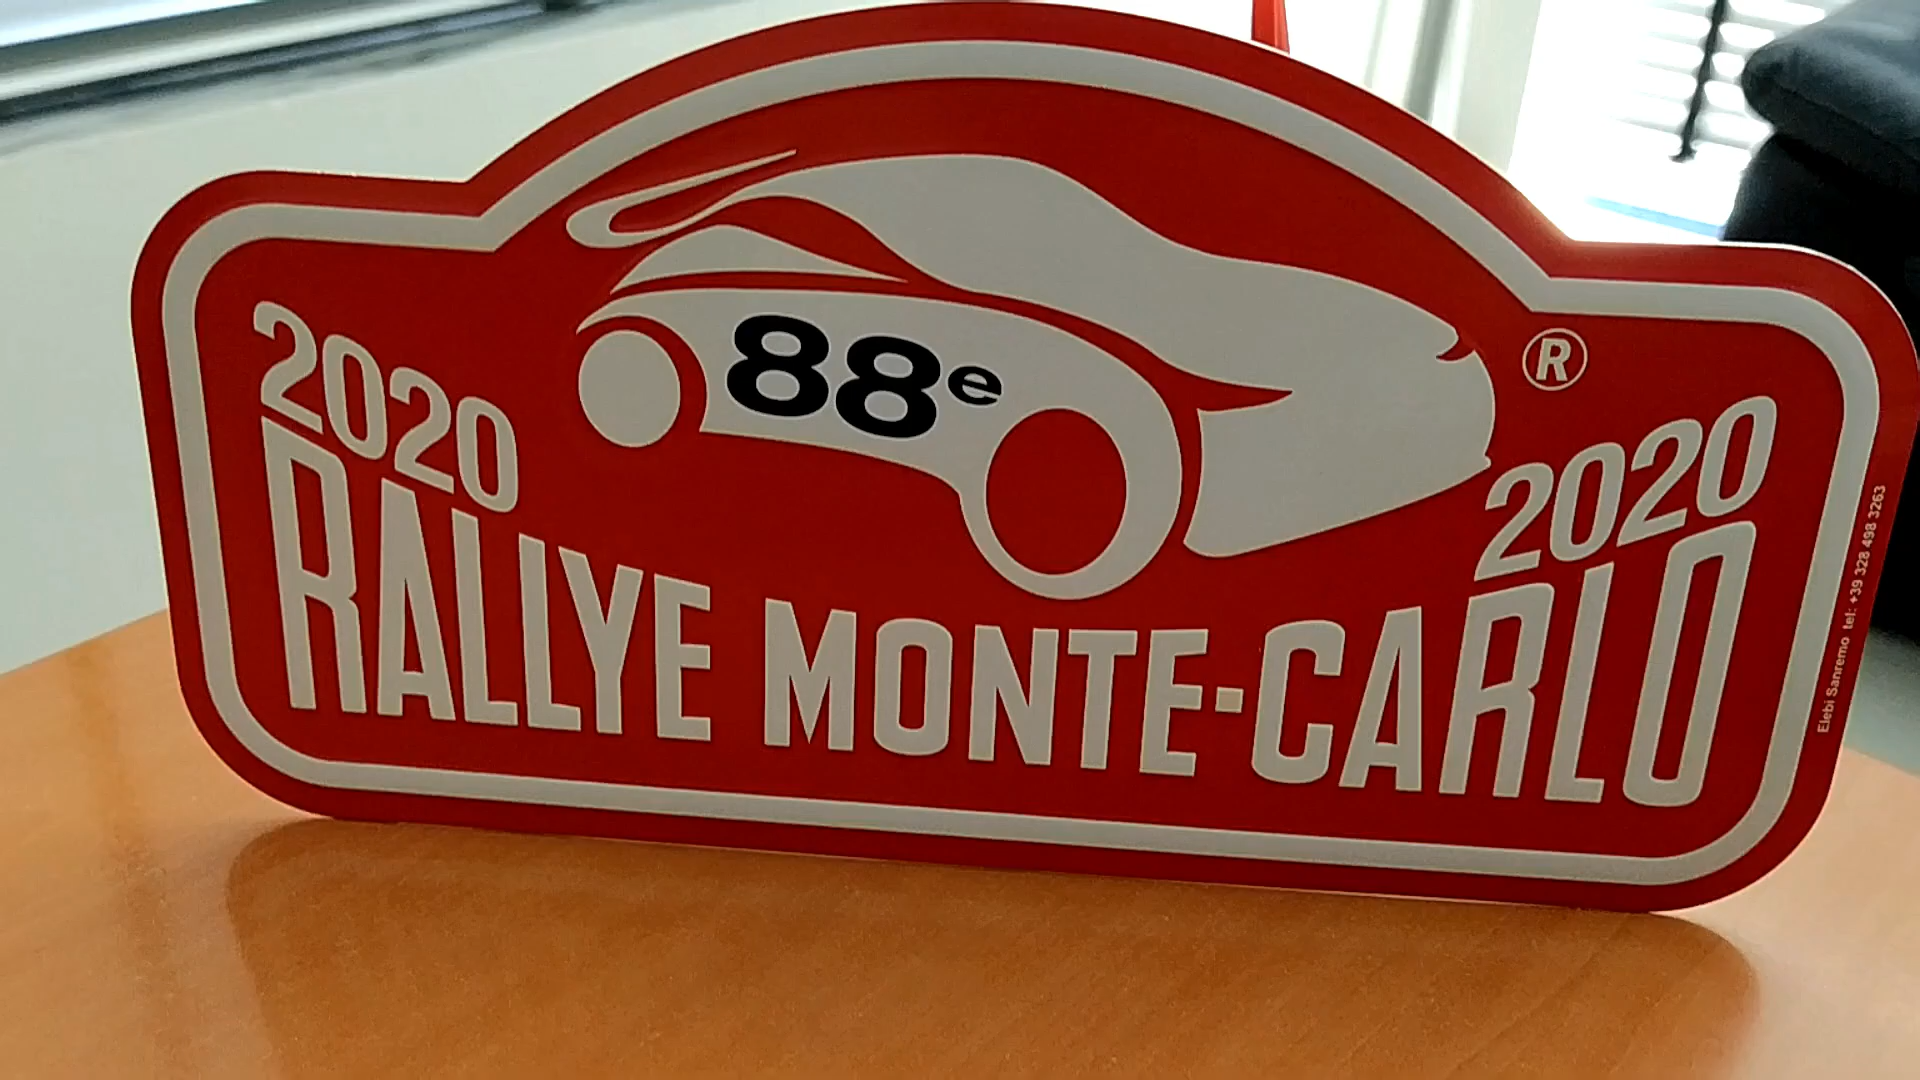 88e
®
2020 2020
RALLYE MONTE-CARLO
Elebi Sanremo tel: +39 328 498 3263